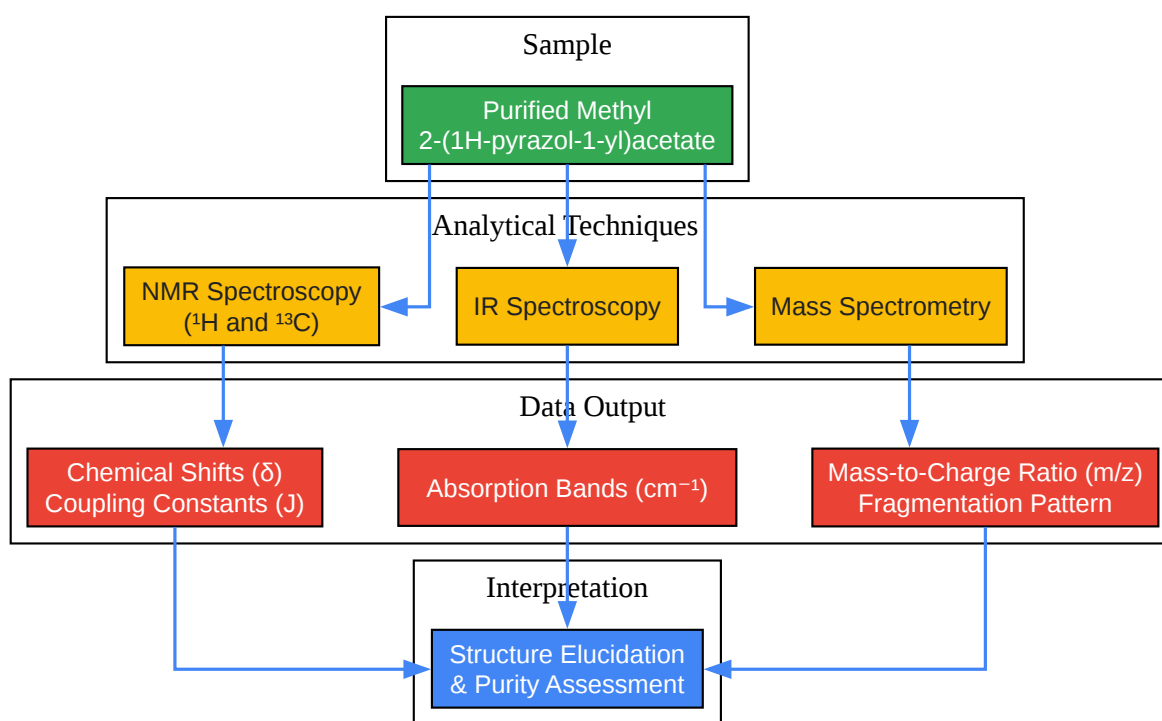 Sample
Purified Methyl
2-(1H-pyrazol-1-yl)acetate
Analytical Techniques
NMR Spectroscopy
(¹H and ¹³C)
IR Spectroscopy
Mass Spectrometry
Data Output
Chemical Shifts (δ)
Coupling Constants (J)
Absorption Bands (cm⁻¹)
Mass-to-Charge Ratio (m/z)
Fragmentation Pattern
Interpretation
Structure Elucidation
& Purity Assessment